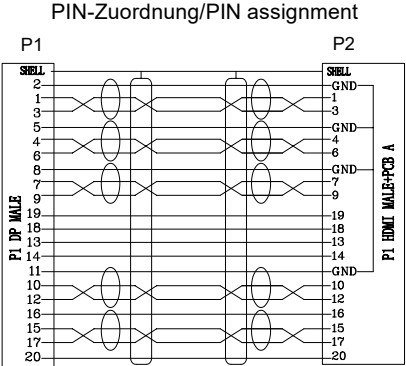 PIN-Zuordnung/PIN assignment
P1 P2
SHELL SHELL
2 GND
1 1
3 3
5 GND
4 4
6 6
8 GND
7 7
9 9
19 19
18 18
13 13
14 14
11 GND
10 10
12 12
16 16
15 15
17 17
20 20
P1 DP MALE
P1 HDMI MALE+PCB A